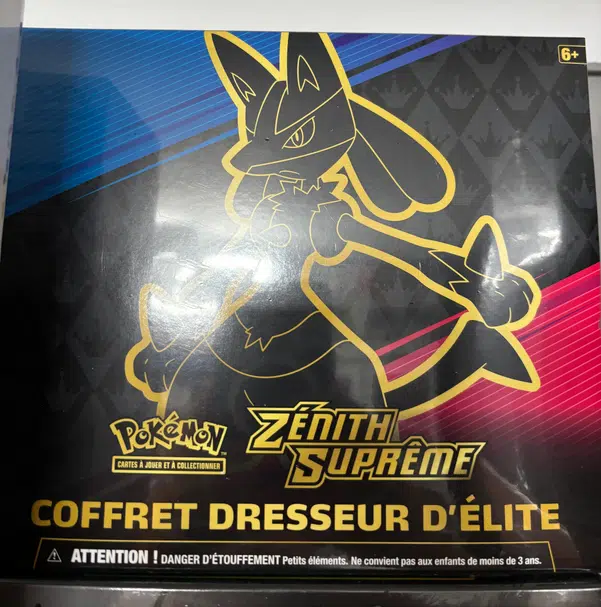 6+
POKÉMON
CARTES À JOUER ET À COLLECTIONNER
ZÉNITH
SUPRÊME
COFFRET DRESSEUR D'ÉLITE
⚠ ATTENTION ! DANGER D'ÉTOUFFEMENT Petits éléments. Ne convient pas aux enfants de moins de 3 ans.